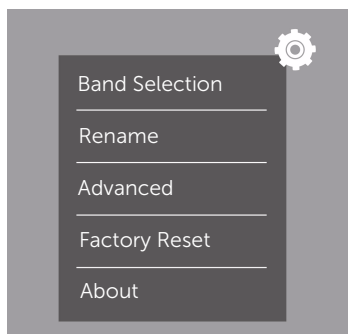 Band Selection
Rename
Advanced
Factory Reset
About